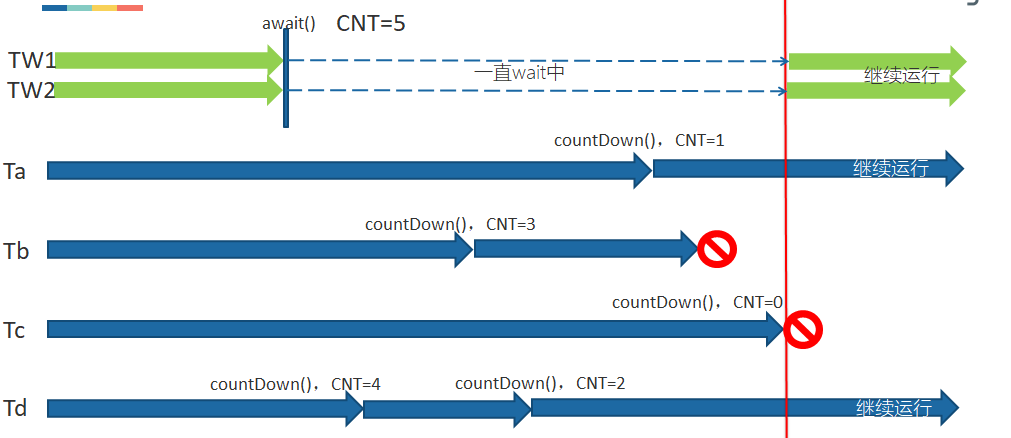 await() CNT=5
TW1
一直wait中
继续运行
TW2
countDown()，CNT=1
Ta
继续运行
countDown()，CNT=3
Tb
countDown()，CNT=0
Tc
countDown()，CNT=4
countDown()，CNT=2
Td
继续运行